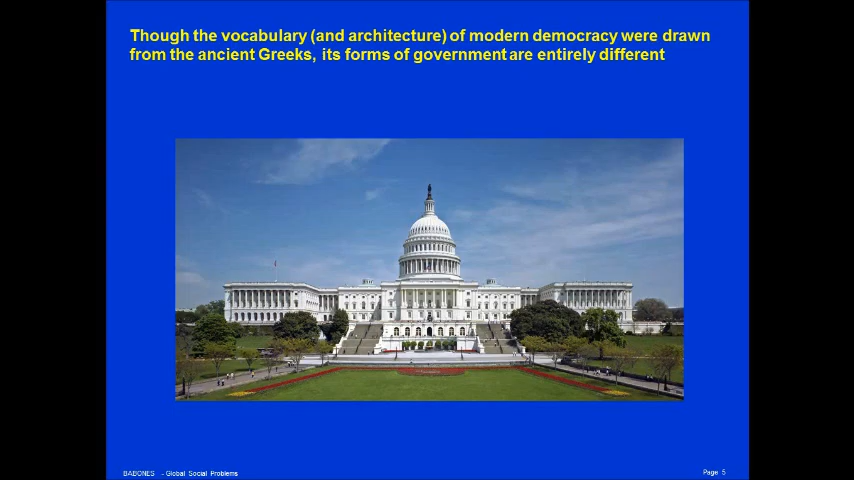 Though the vocabulary (and architecture) of modern democracy were drawn
from the ancient Greeks, its forms of government are entirely different
BABONES - Global Social Problems
Page 5